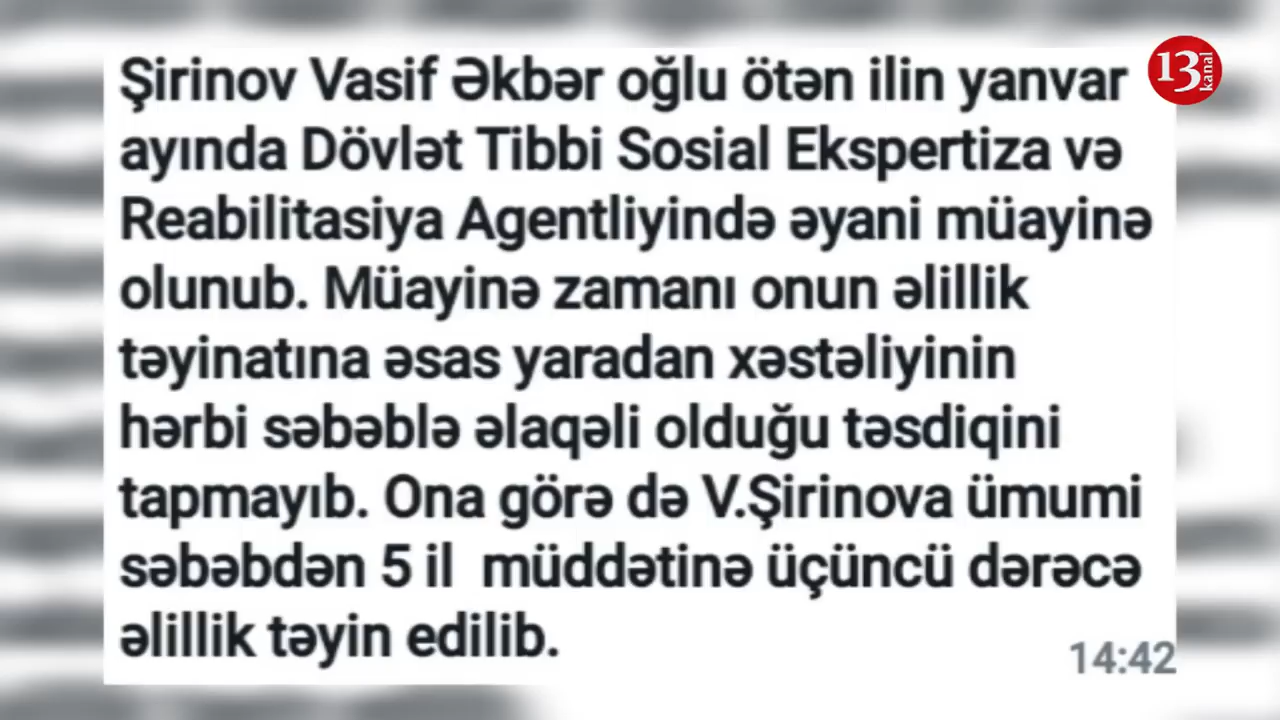 13
kanal
Şirinov Vasif Əkbər oğlu ötən ilin yanvar
ayında Dövlət Tibbi Sosial Ekspertiza və
Reabilitasiya Agentliyində əyani müayinə
olunub. Müayinə zamanı onun əlillik
təyinatına əsas yaradan xəstəliyinin
hərbi səbəblə əlaqəli olduğu təsdiqini
tapmayıb. Ona görə də V.Şirinova ümumi
səbəbdən 5 il  müddətinə üçüncü dərəcə
əlillik təyin edilib.
14:42